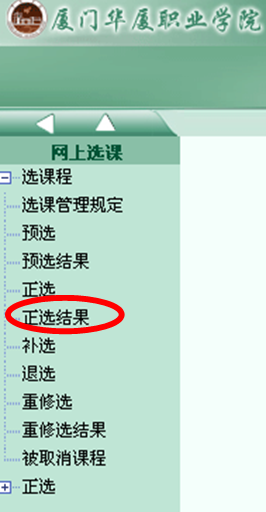 厦门华厦职业学院
网上选课
选课程
选课管理规定
预选
预选结果
正选
正选结果
补选
退选
重修选
重修选结果
被取消课程
正选